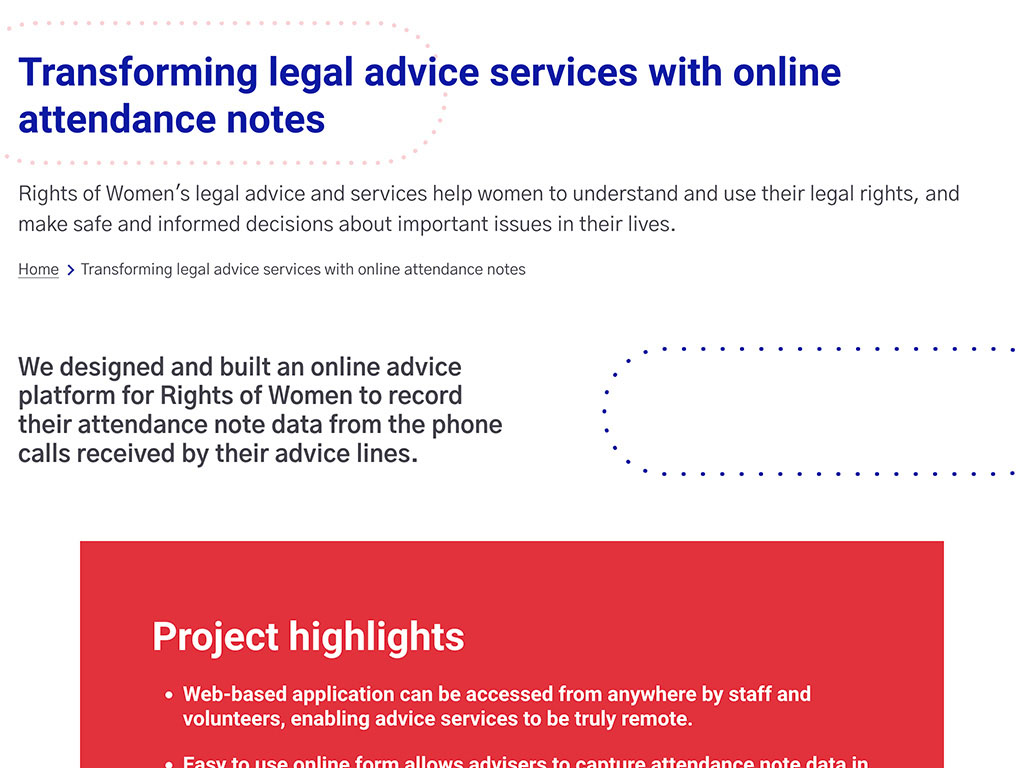 Transforming legal advice services with online
attendance notes
Rights of Women’s legal advice and services help women to understand and use their legal rights, and
make safe and informed decisions about important issues in their lives.
Home > Transforming legal advice services with online attendance notes
We designed and built an online advice
platform for Rights of Women to record
their attendance note data from the phone
calls received by their advice lines.
Project highlights
• Web-based application can be accessed from anywhere by staff and
volunteers, enabling advice services to be truly remote.
• Easy to use online form allows advisers to capture attendance note data in